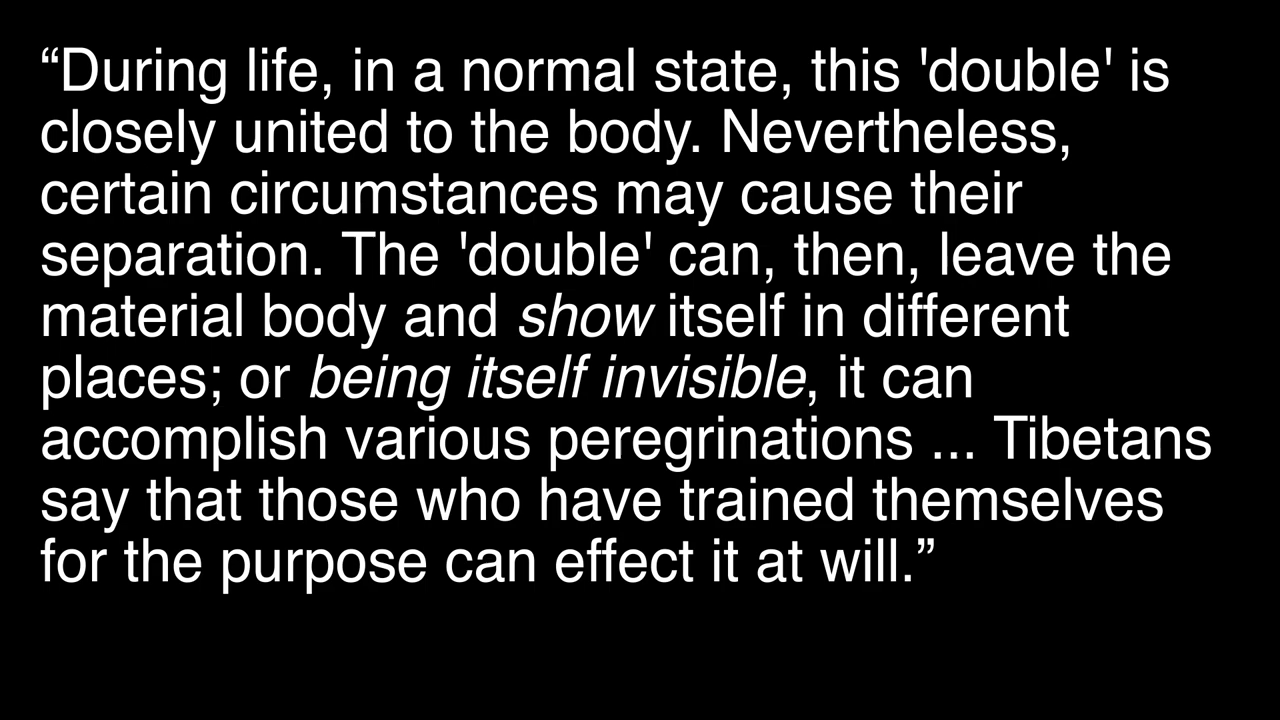 “During life, in a normal state, this 'double' is
closely united to the body. Nevertheless,
certain circumstances may cause their
separation. The 'double' can, then, leave the
material body and show itself in different
places; or being itself invisible, it can
accomplish various peregrinations ... Tibetans
say that those who have trained themselves
for the purpose can effect it at will.”